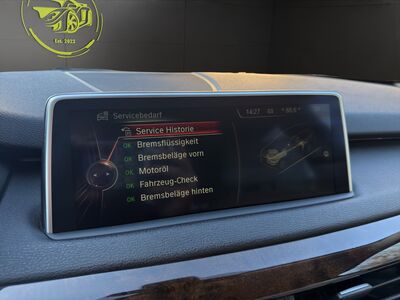 Est. 2023
Servicebedarf
14:27
Service Historie
OK Bremsflüssigkeit
OK Bremsbeläge vorn
OK Motoröl
OK Fahrzeug-Check
OK Bremsbeläge hinten